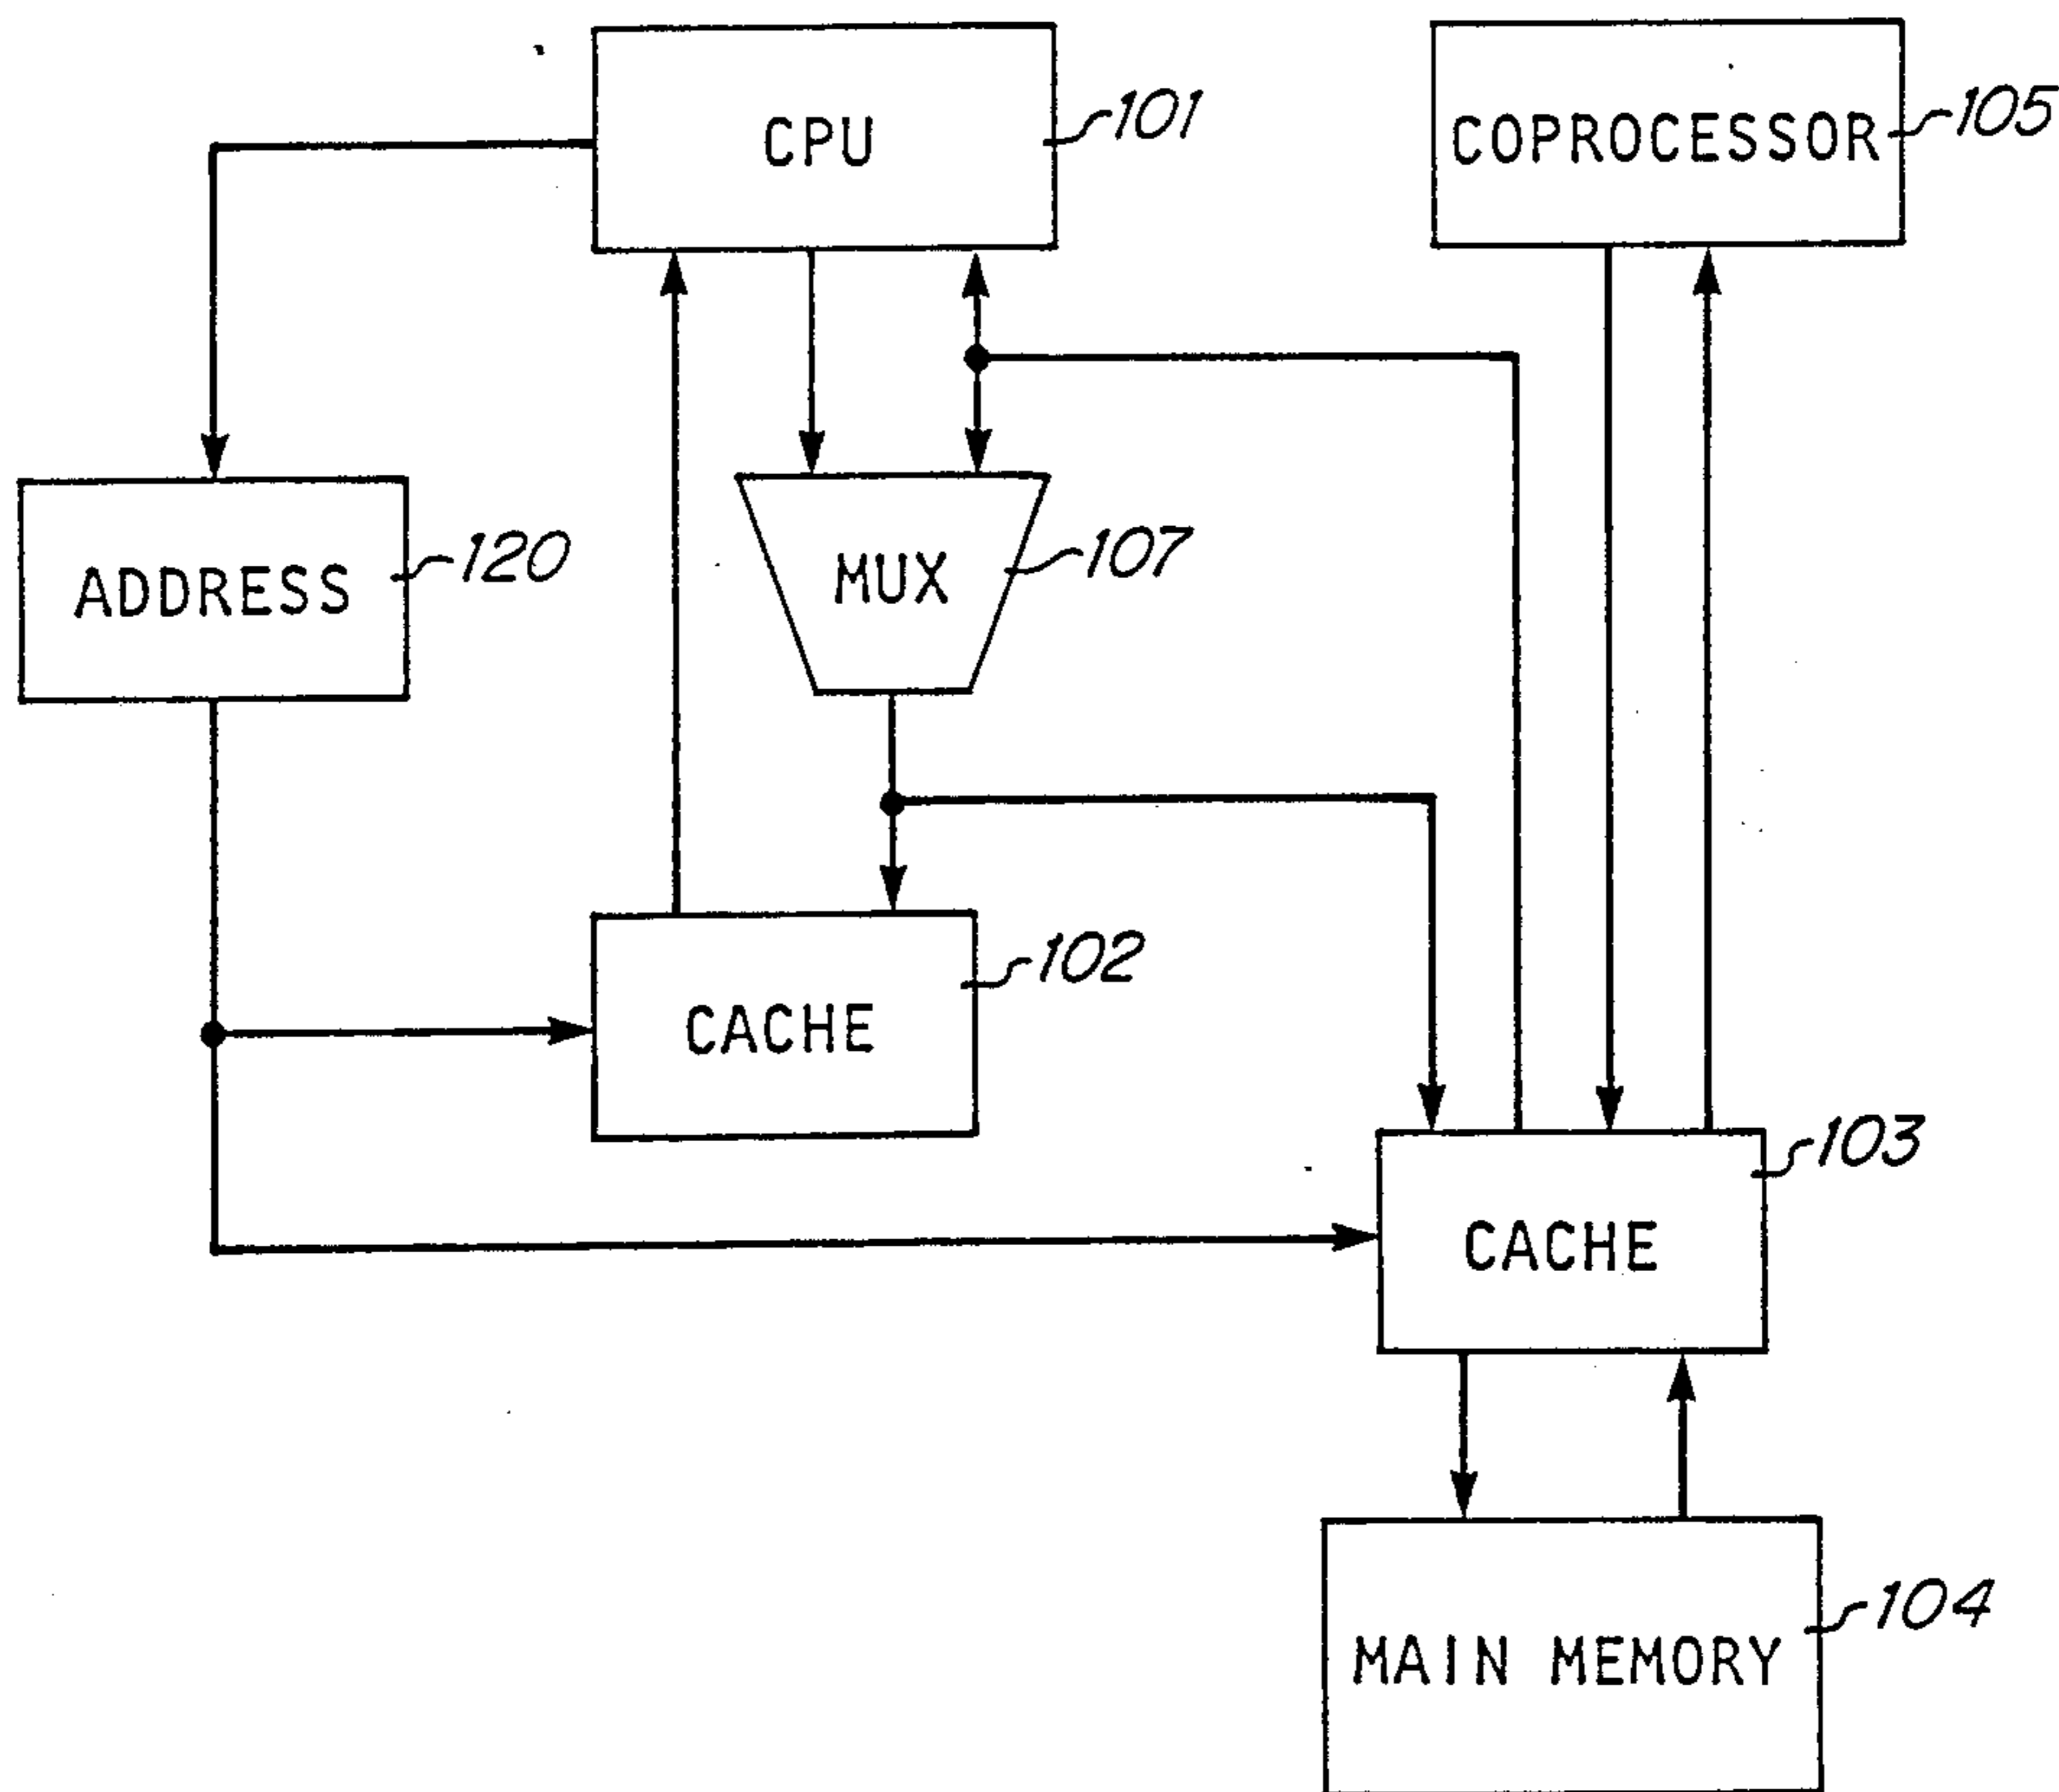 CPU
101
COPROCESSOR
105
ADDRESS
120
MUX
107
CACHE
102
CACHE
103
MAIN MEMORY
104